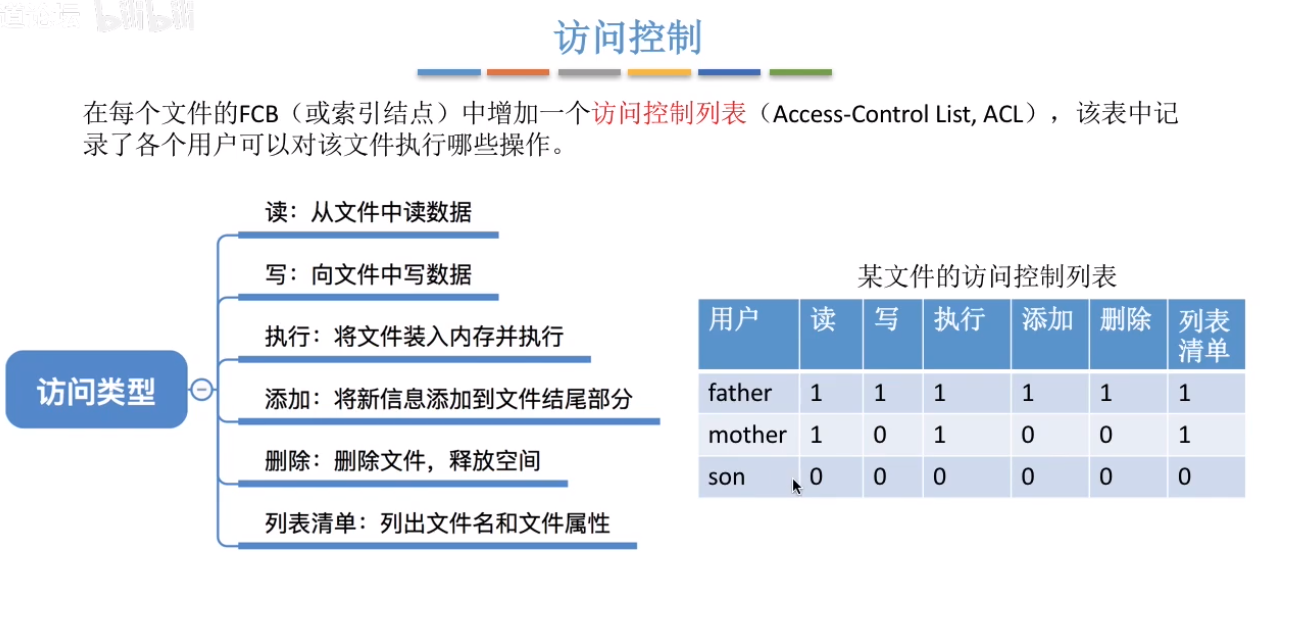 bilibili
访问控制
在每个文件的FCB（或索引结点）中增加一个访问控制列表（Access-Control List, ACL），该表中记
录了各个用户可以对该文件执行哪些操作。
访问类型
读：从文件中读数据
写：向文件中写数据
执行：将文件装入内存并执行
添加：将新信息添加到文件结尾部分
删除：删除文件，释放空间
列表清单：列出文件名和文件属性
某文件的访问控制列表
用户 读 写 执行 添加 删除 列表
清单
father 1 1 1 1 1 1
mother 1 0 1 0 0 1
son 0 0 0 0 0 0